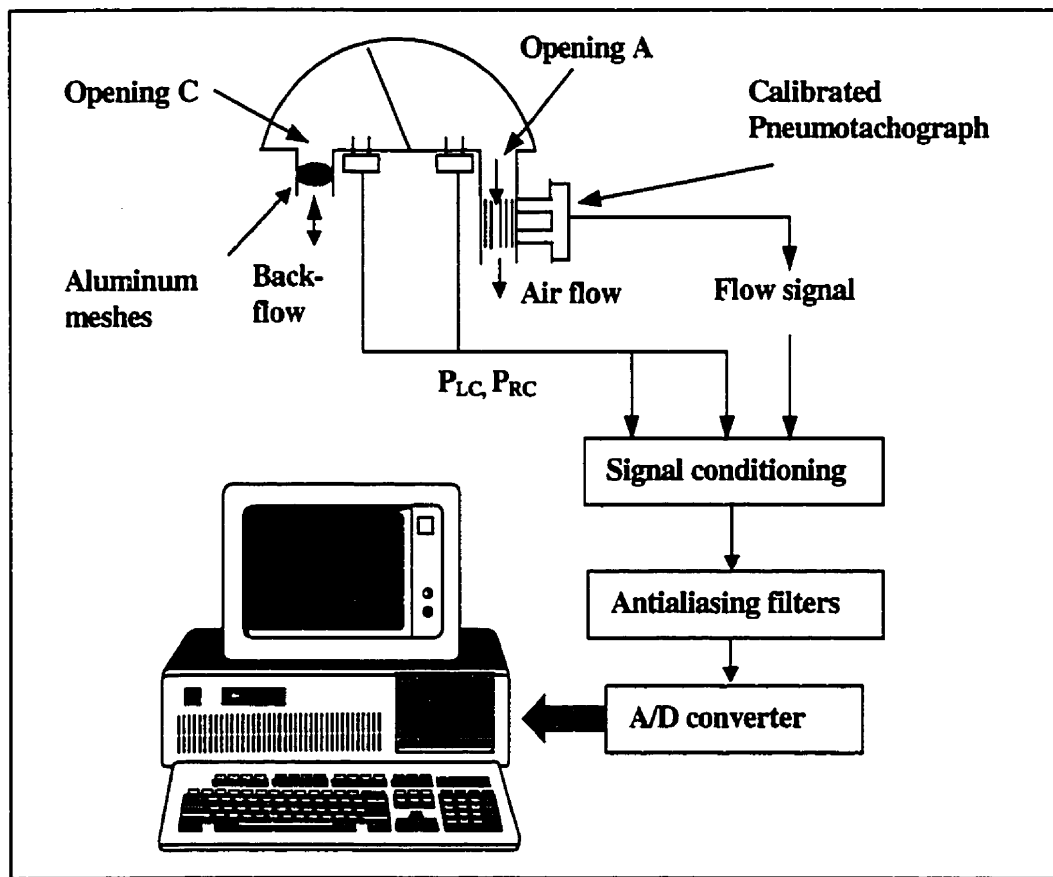 Opening A
Opening C
Calibrated
Pneumotachograph
Aluminum
meshes
Back-
flow
Air flow
Flow signal
P_LC, P_RC
Signal conditioning
Antialiasing filters
A/D converter